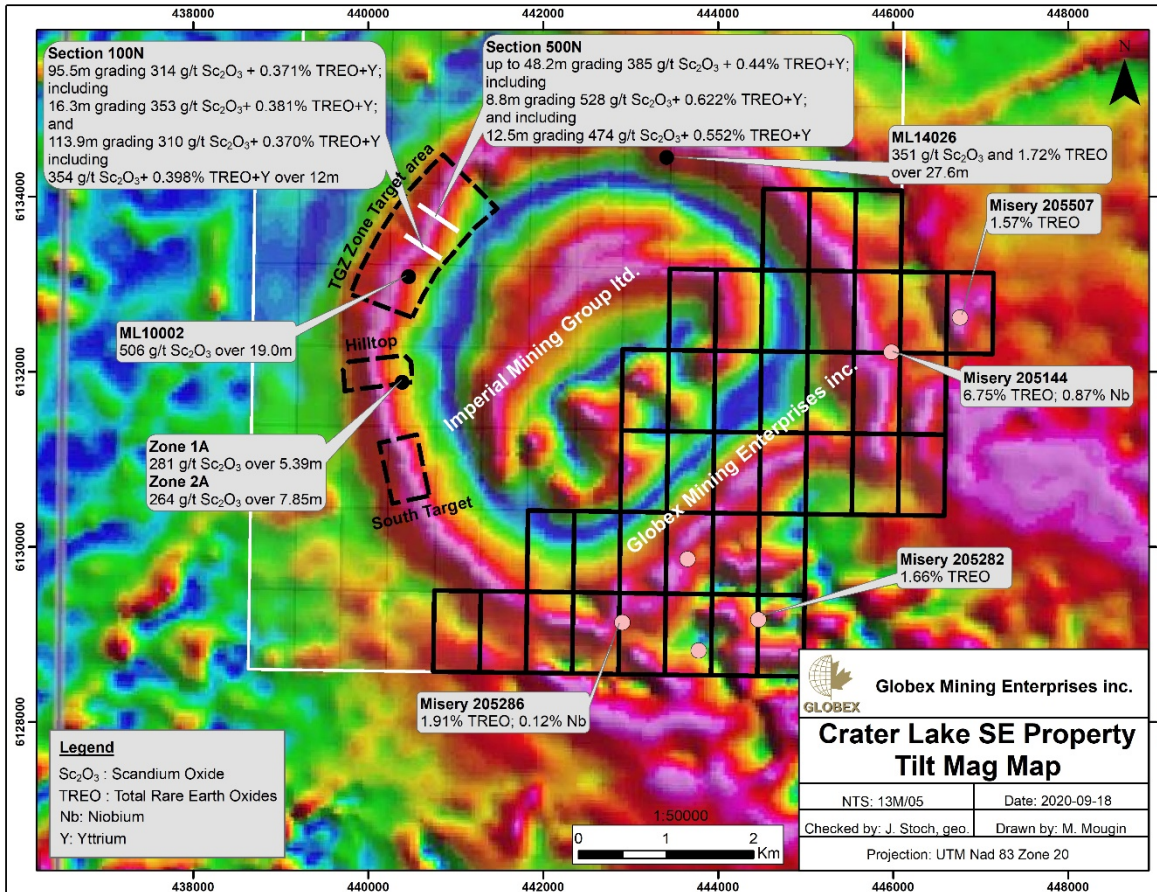 438000 440000 442000 444000 446000 448000
N
Section 100N
95.5m grading 314 g/t Sc₂O₃ + 0.371% TREO+Y;
including
16.3m grading 353 g/t Sc₂O₃+ 0.381% TREO+Y;
and
113.9m grading 310 g/t Sc₂O₃+ 0.370% TREO+Y
including
354 g/t Sc₂O₃+ 0.398% TREO+Y over 12m
Section 500N
up to 48.2m grading 385 g/t Sc₂O₃ + 0.44% TREO+Y;
including
8.8m grading 528 g/t Sc₂O₃+ 0.622% TREO+Y;
and including
12.5m grading 474 g/t Sc₂O₃+ 0.552% TREO+Y
ML14026
351 g/t Sc₂O₃ and 1.72% TREO
over 27.6m
Misery 205507
1.57% TREO
TGZ Zone Target area
ML10002
506 g/t Sc₂O₃ over 19.0m
Hilltop
Imperial Mining Group ltd.
Misery 205144
6.75% TREO; 0.87% Nb
Zone 1A
281 g/t Sc₂O₃ over 5.39m
Zone 2A
264 g/t Sc₂O₃ over 7.85m
South Target
Globex Mining Enterprises inc.
Misery 205282
1.66% TREO
Misery 205286
1.91% TREO; 0.12% Nb
6134000
6132000
6130000
6128000
6134000
6132000
6130000
6128000
Legend
Sc₂O₃ : Scandium Oxide
TREO : Total Rare Earth Oxides
Nb: Niobium
Y: Yttrium
1:50000
0 1 2
Km
GLOBEX
Globex Mining Enterprises inc.
Crater Lake SE Property
Tilt Mag Map
NTS: 13M/05 Date: 2020-09-18
Checked by: J. Stoch, geo. Drawn by: M. Mougin
Projection: UTM Nad 83 Zone 20
438000 440000 442000 444000 446000 448000